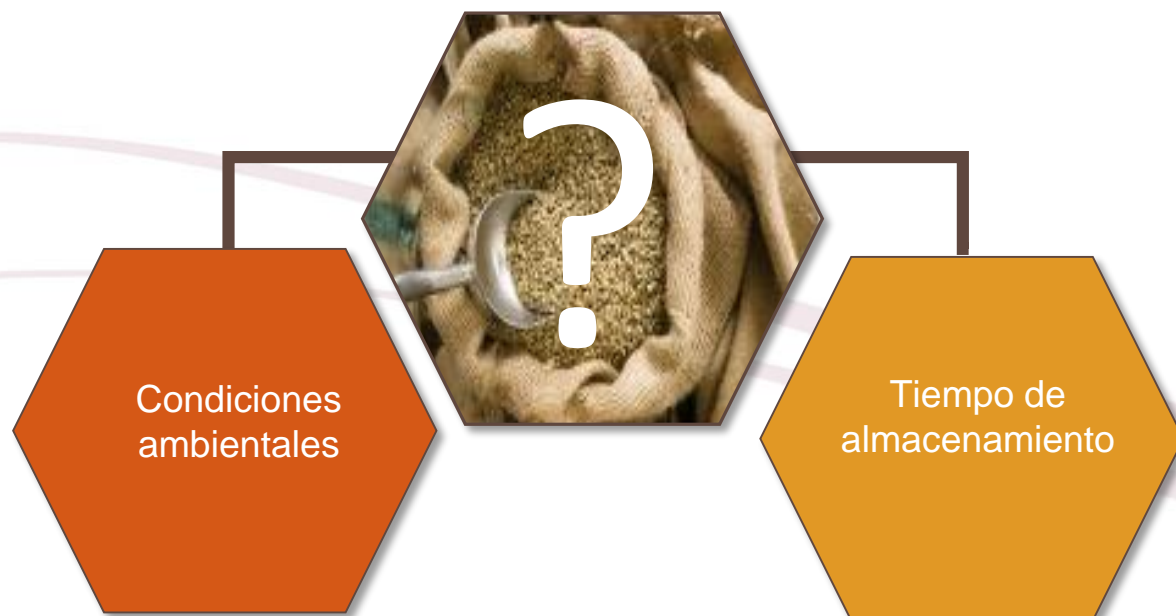 ?
Condiciones
ambientales
Tiempo de
almacenamiento